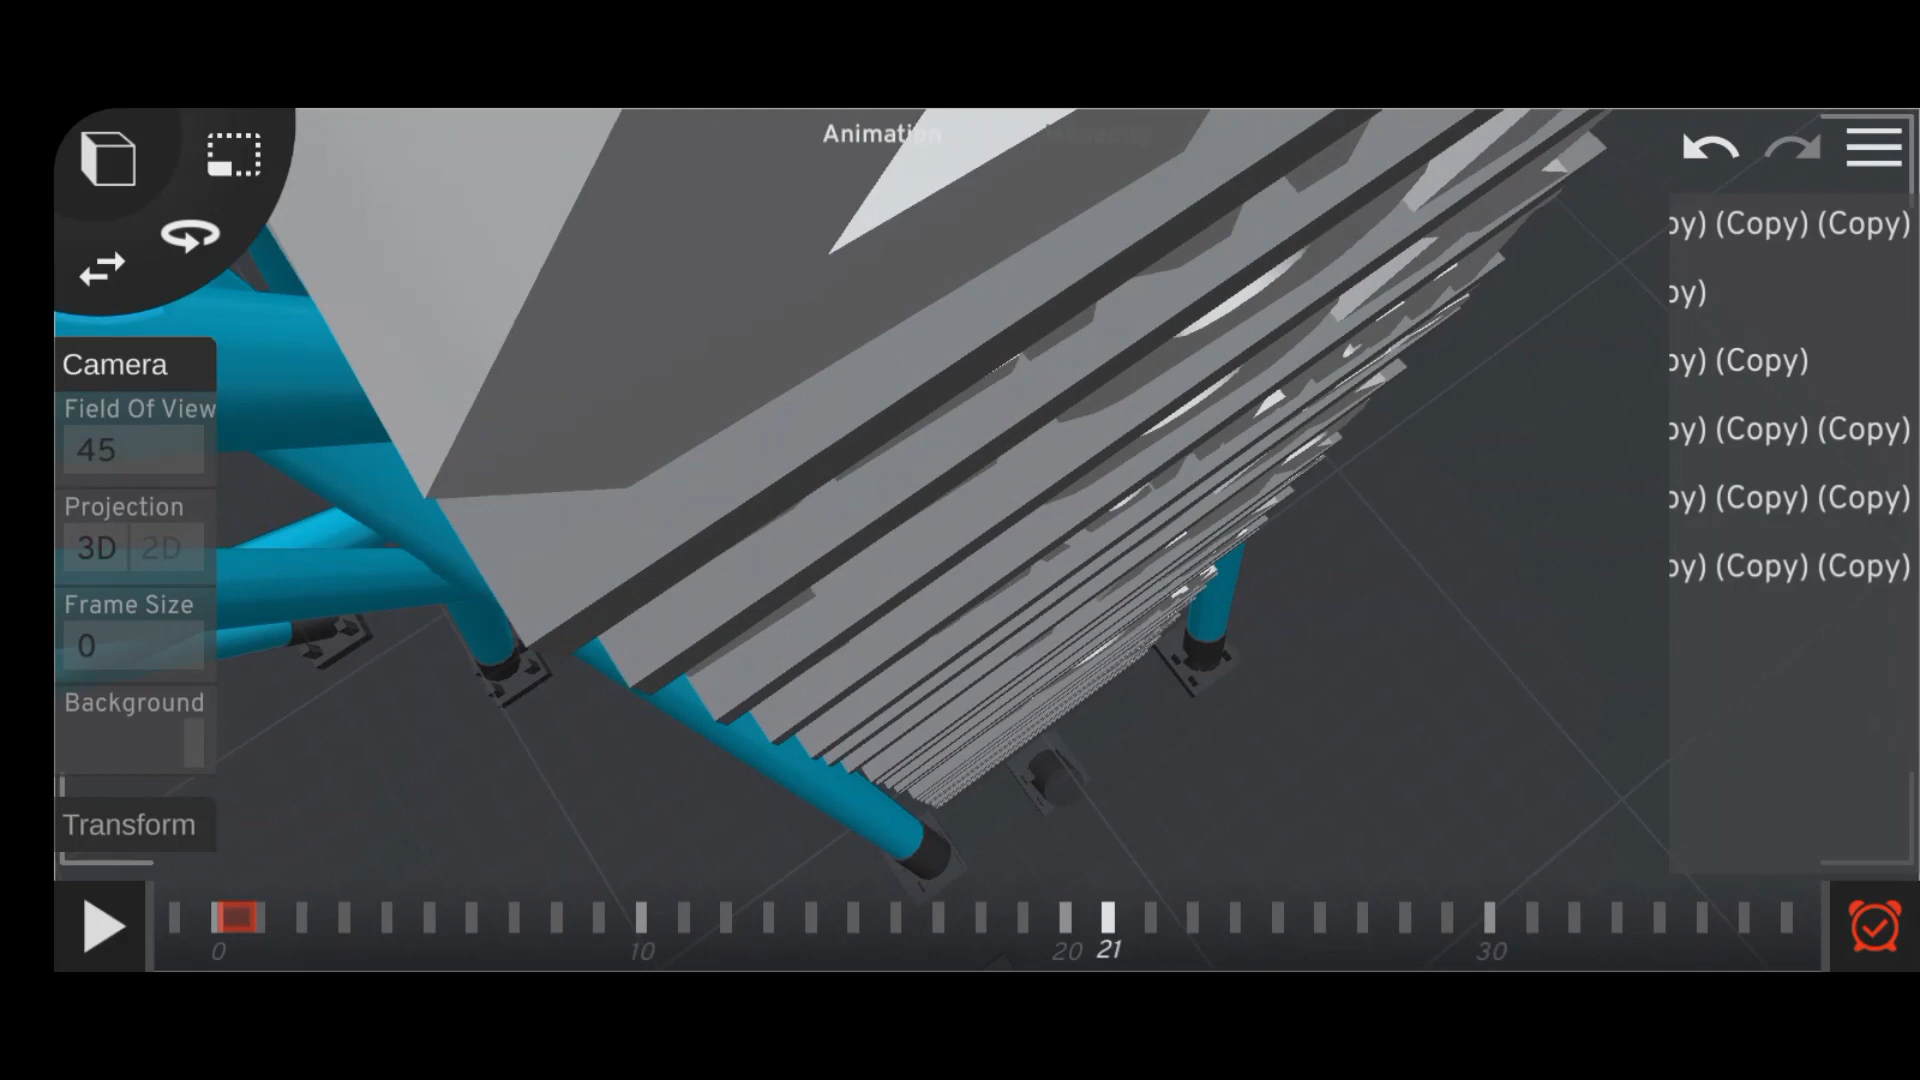 Animation
py) (Copy) (Copy)
py)
py) (Copy)
py) (Copy) (Copy)
py) (Copy) (Copy)
py) (Copy) (Copy)
Camera
Field Of View
45
Projection
3D 2D
Frame Size
0
Background
Transform
0 10 20 21 30